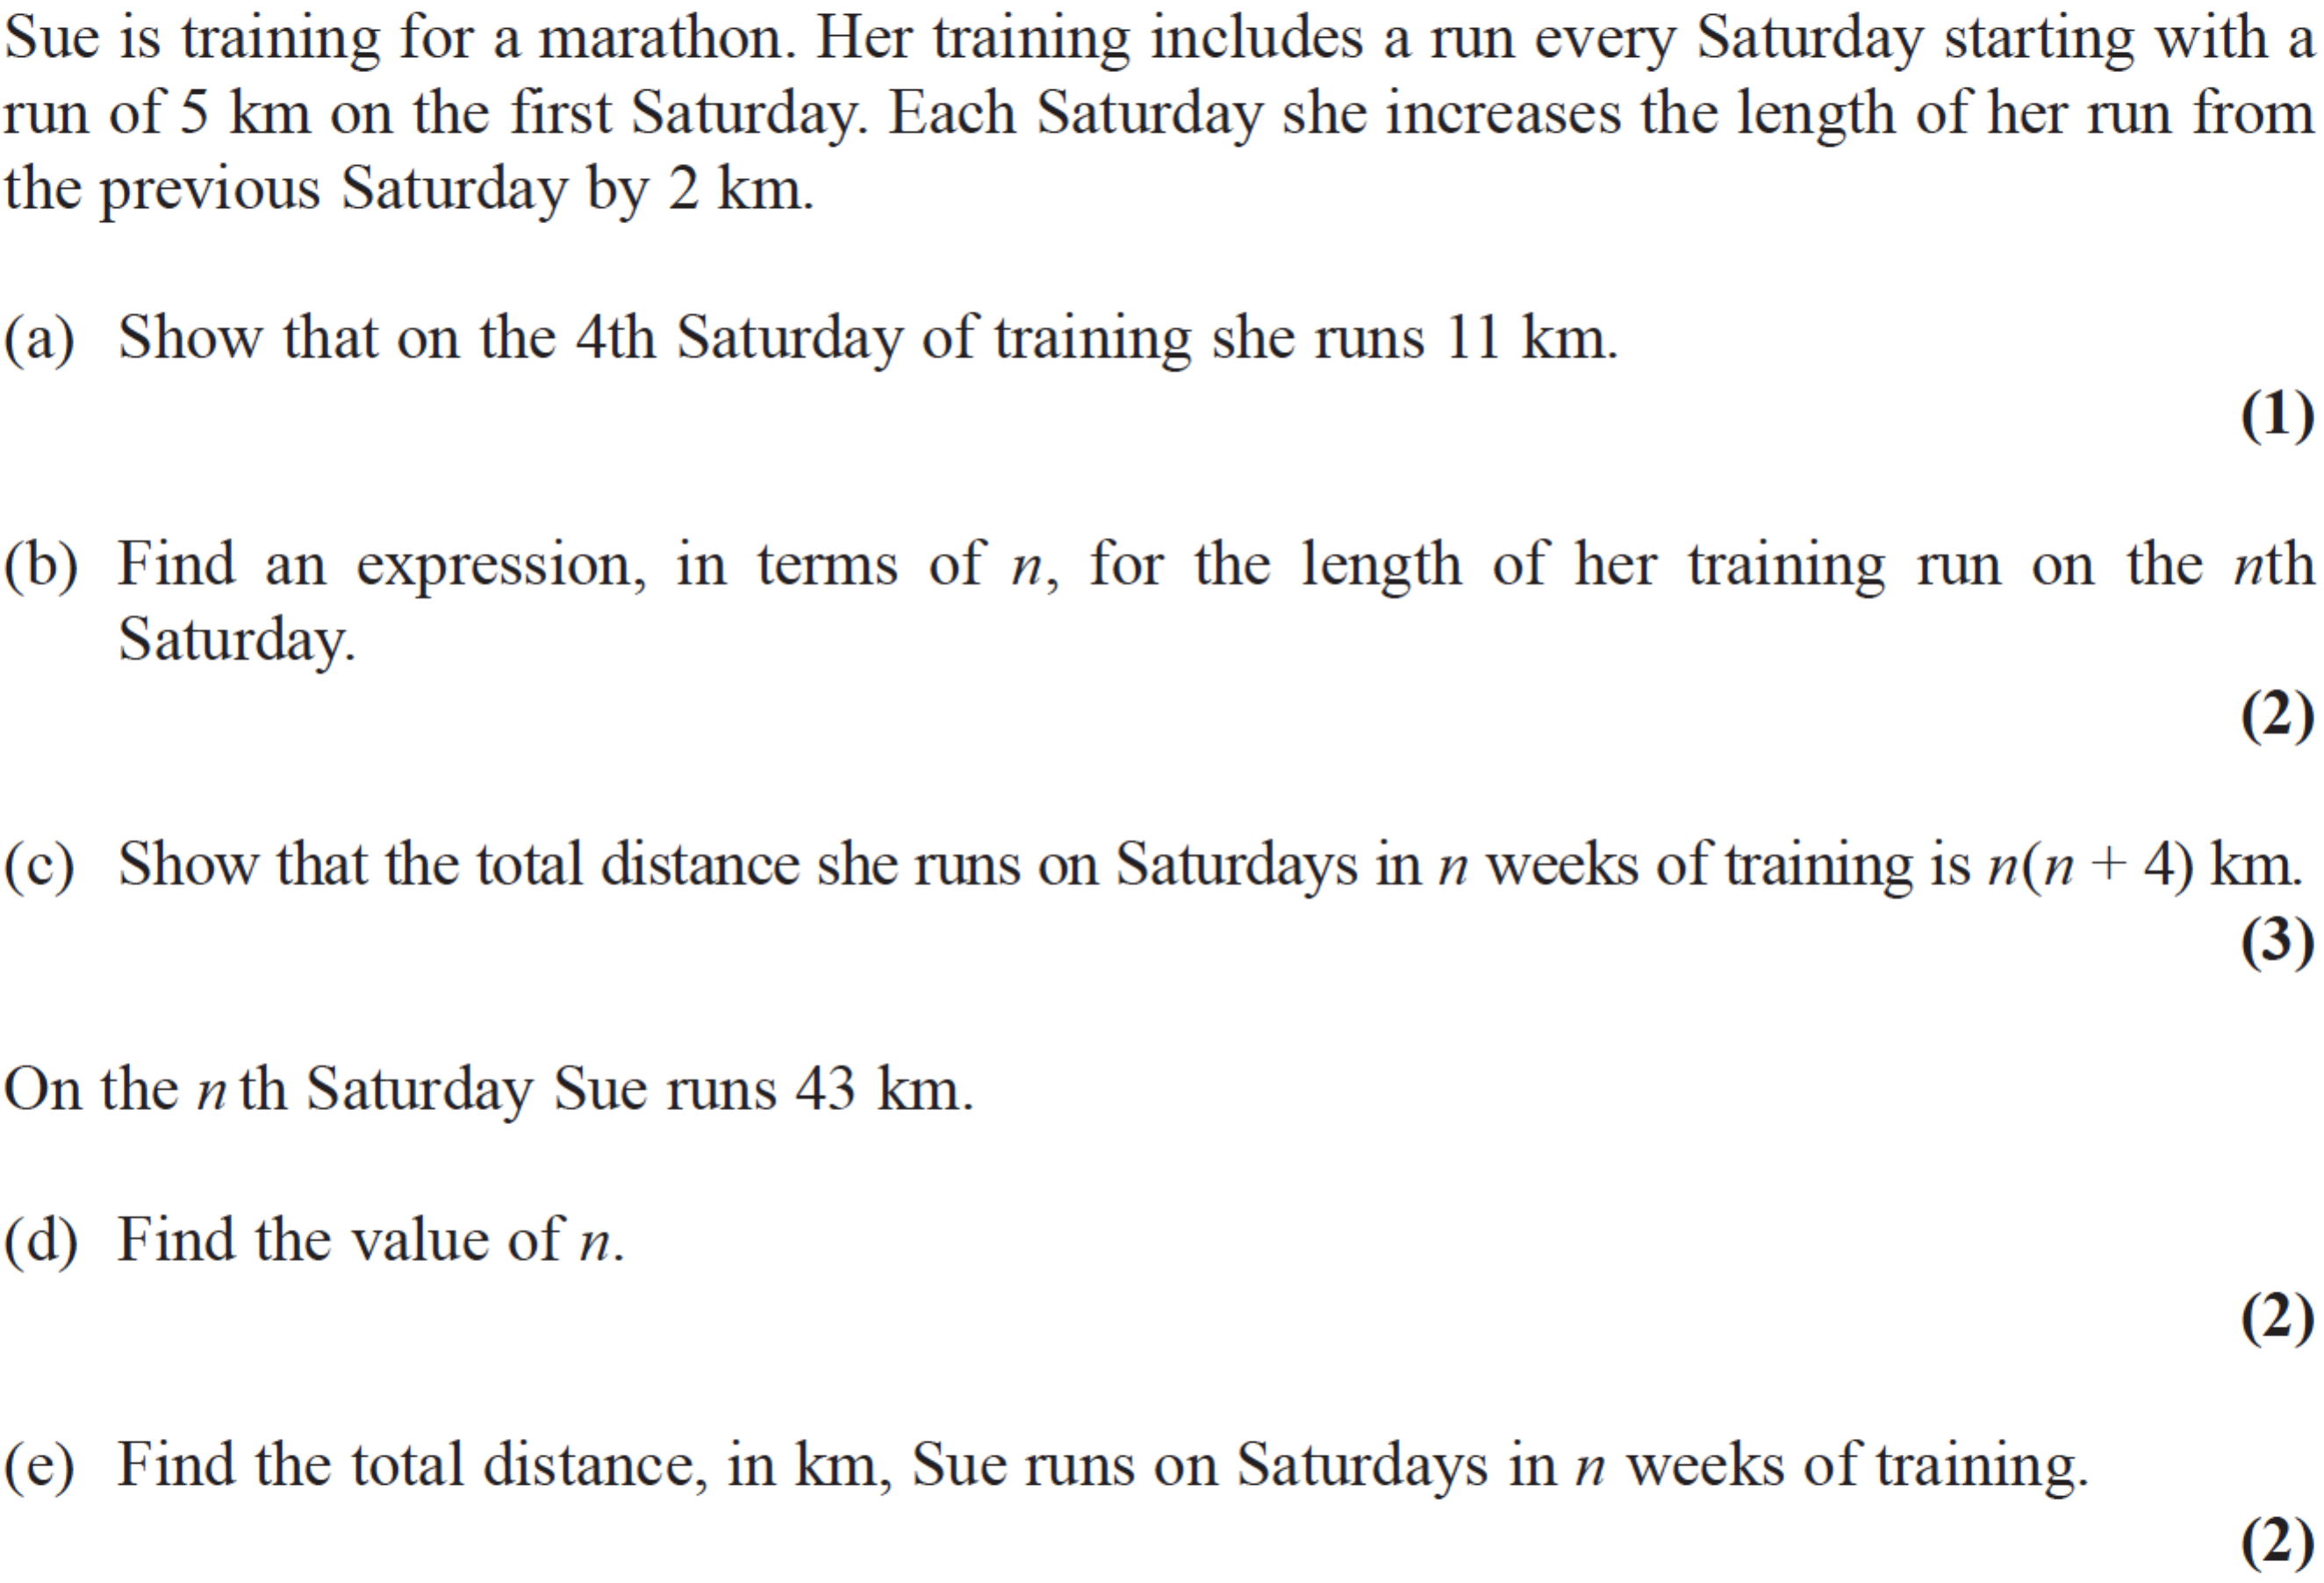 Sue is training for a marathon. Her training includes a run every Saturday starting with a
run of 5 km on the first Saturday. Each Saturday she increases the length of her run from
the previous Saturday by 2 km.
(a) Show that on the 4th Saturday of training she runs 11 km.
(1)
(b) Find an expression, in terms of n, for the length of her training run on the nth
Saturday.
(2)
(c) Show that the total distance she runs on Saturdays in n weeks of training is n(n + 4) km.
(3)
On the n th Saturday Sue runs 43 km.
(d) Find the value of n.
(2)
(e) Find the total distance, in km, Sue runs on Saturdays in n weeks of training.
(2)